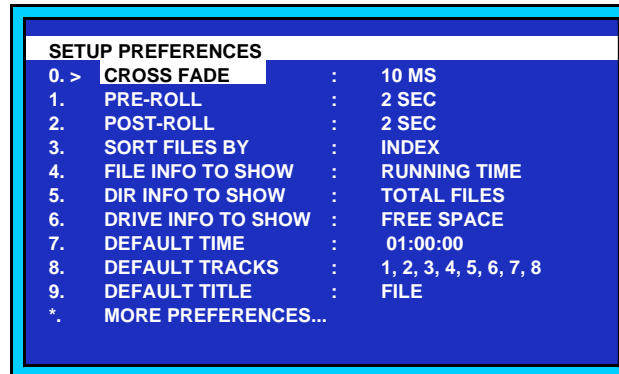 SETUP PREFERENCES
0. > CROSS FADE : 10 MS
1. PRE-ROLL : 2 SEC
2. POST-ROLL : 2 SEC
3. SORT FILES BY : INDEX
4. FILE INFO TO SHOW : RUNNING TIME
5. DIR INFO TO SHOW : TOTAL FILES
6. DRIVE INFO TO SHOW : FREE SPACE
7. DEFAULT TIME : 01:00:00
8. DEFAULT TRACKS : 1, 2, 3, 4, 5, 6, 7, 8
9. DEFAULT TITLE : FILE
*. MORE PREFERENCES...